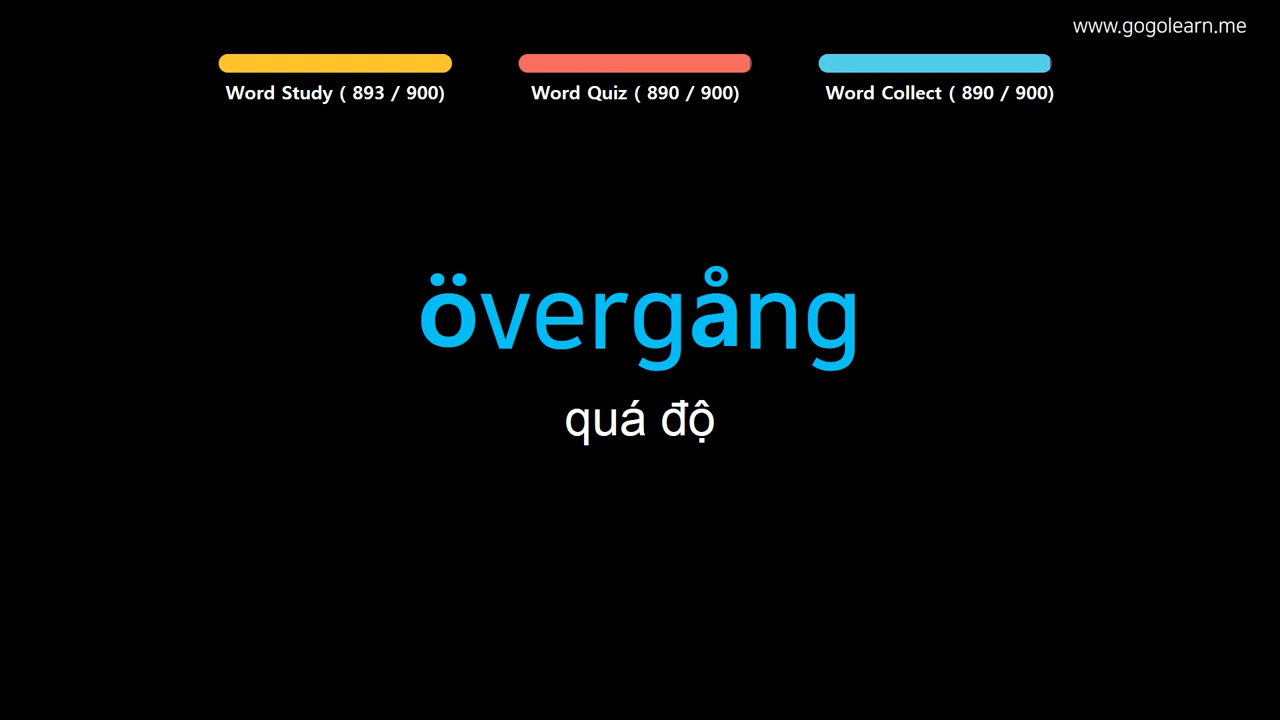 www.gogolearn.me
Word Study ( 893 / 900)
Word Quiz ( 890 / 900)
Word Collect ( 890 / 900)
övergång
quá độ